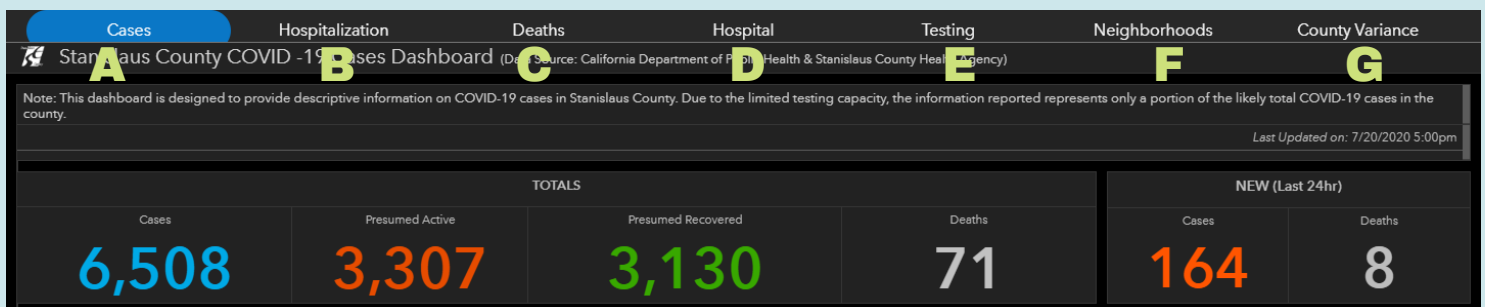 Cases Hospitalization Deaths Hospital Testing Neighborhoods County Variance
Stanislaus County COVID -19 Cases Dashboard (Data Source: California Department of Public Health & Stanislaus County Health Agency)
A B C D E F G
Note: This dashboard is designed to provide descriptive information on COVID-19 cases in Stanislaus County. Due to the limited testing capacity, the information reported represents only a portion of the likely total COVID-19 cases in the
county.
Last Updated on: 7/20/2020 5:00pm
TOTALS NEW (Last 24hr)
Cases Presumed Active Presumed Recovered Deaths Cases Deaths
6,508 3,307 3,130 71 164 8